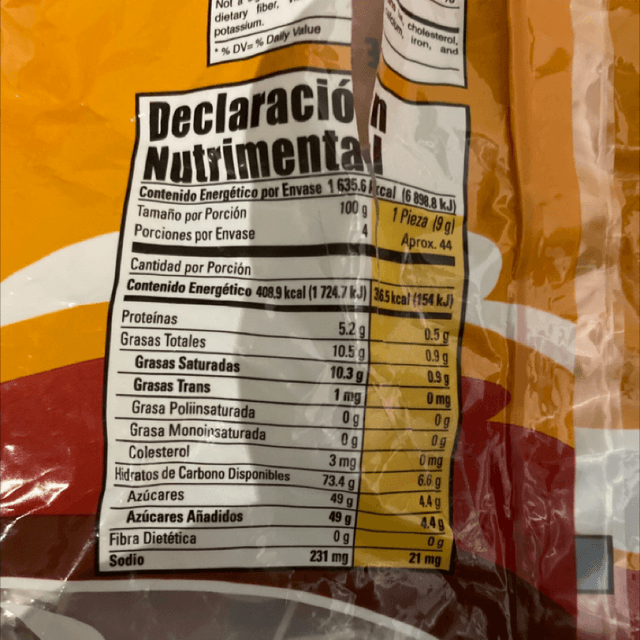 Not a
dietary fiber,
potassium.
* % DV= % Daily Value
cholesterol,
iron, and
Declaración
Nutrimental
Contenido Energético por Envase 1 635.6 kcal (6 898.8 kJ)
Tamaño por Porción 100 g 1 Pieza (9 g)
Porciones por Envase 4 Aprox. 44
Cantidad por Porción
Contenido Energético 408.9 kcal (1 724.7 kJ) 36.5 kcal (154 kJ)
Proteínas 5.2 g 0.5 g
Grasas Totales 10.5 g 0.9 g
Grasas Saturadas 10.3 g 0.9 g
Grasas Trans 1 mg 0 mg
Grasa Poliinsaturada 0 g 0 g
Grasa Monoinsaturada 0 g 0 g
Colesterol 3 mg 0 mg
Hidratos de Carbono Disponibles 73.4 g 6.6 g
Azúcares 49 g 4.4 g
Azúcares Añadidos 49 g 4.4 g
Fibra Dietética 0 g 0 g
Sodio 231 mg 21 mg